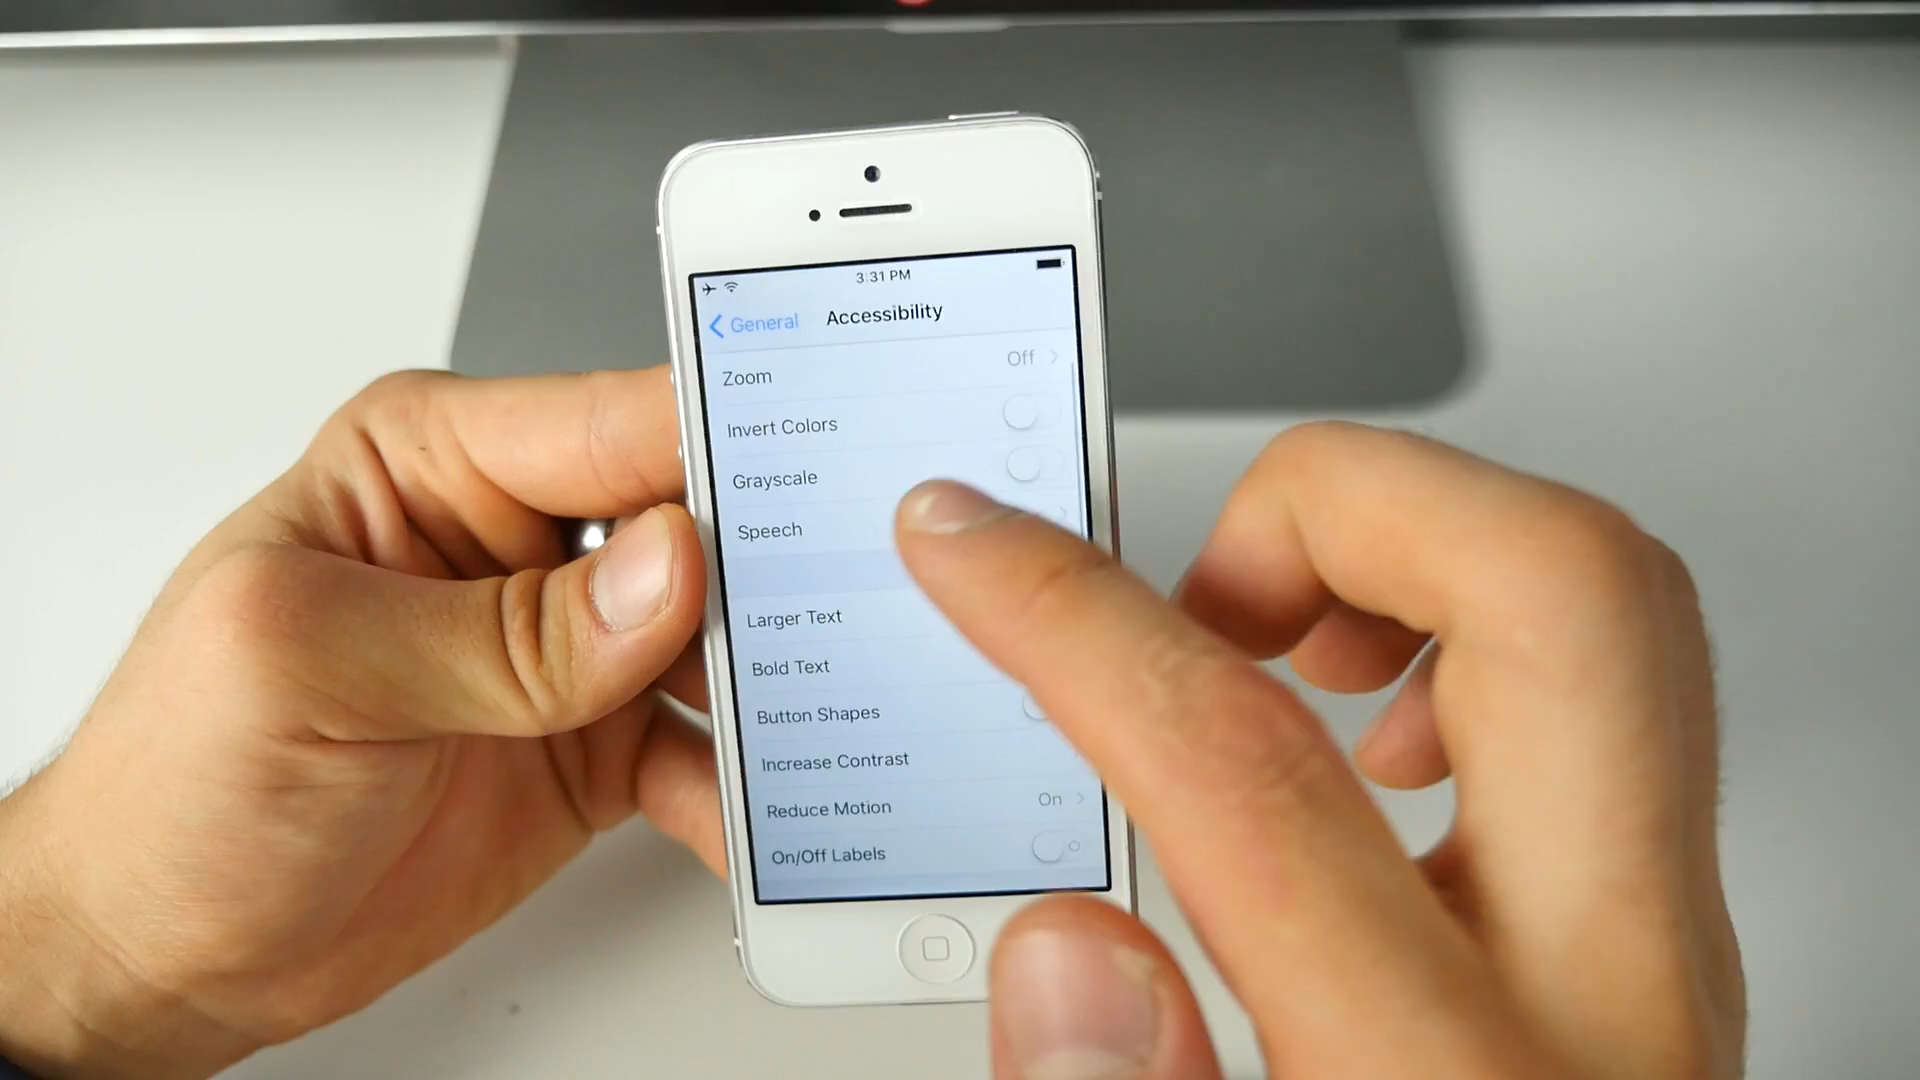 3:31 PM
General Accessibility
Zoom Off
Invert Colors
Grayscale
Speech
Larger Text
Bold Text
Button Shapes
Increase Contrast
Reduce Motion On
On/Off Labels